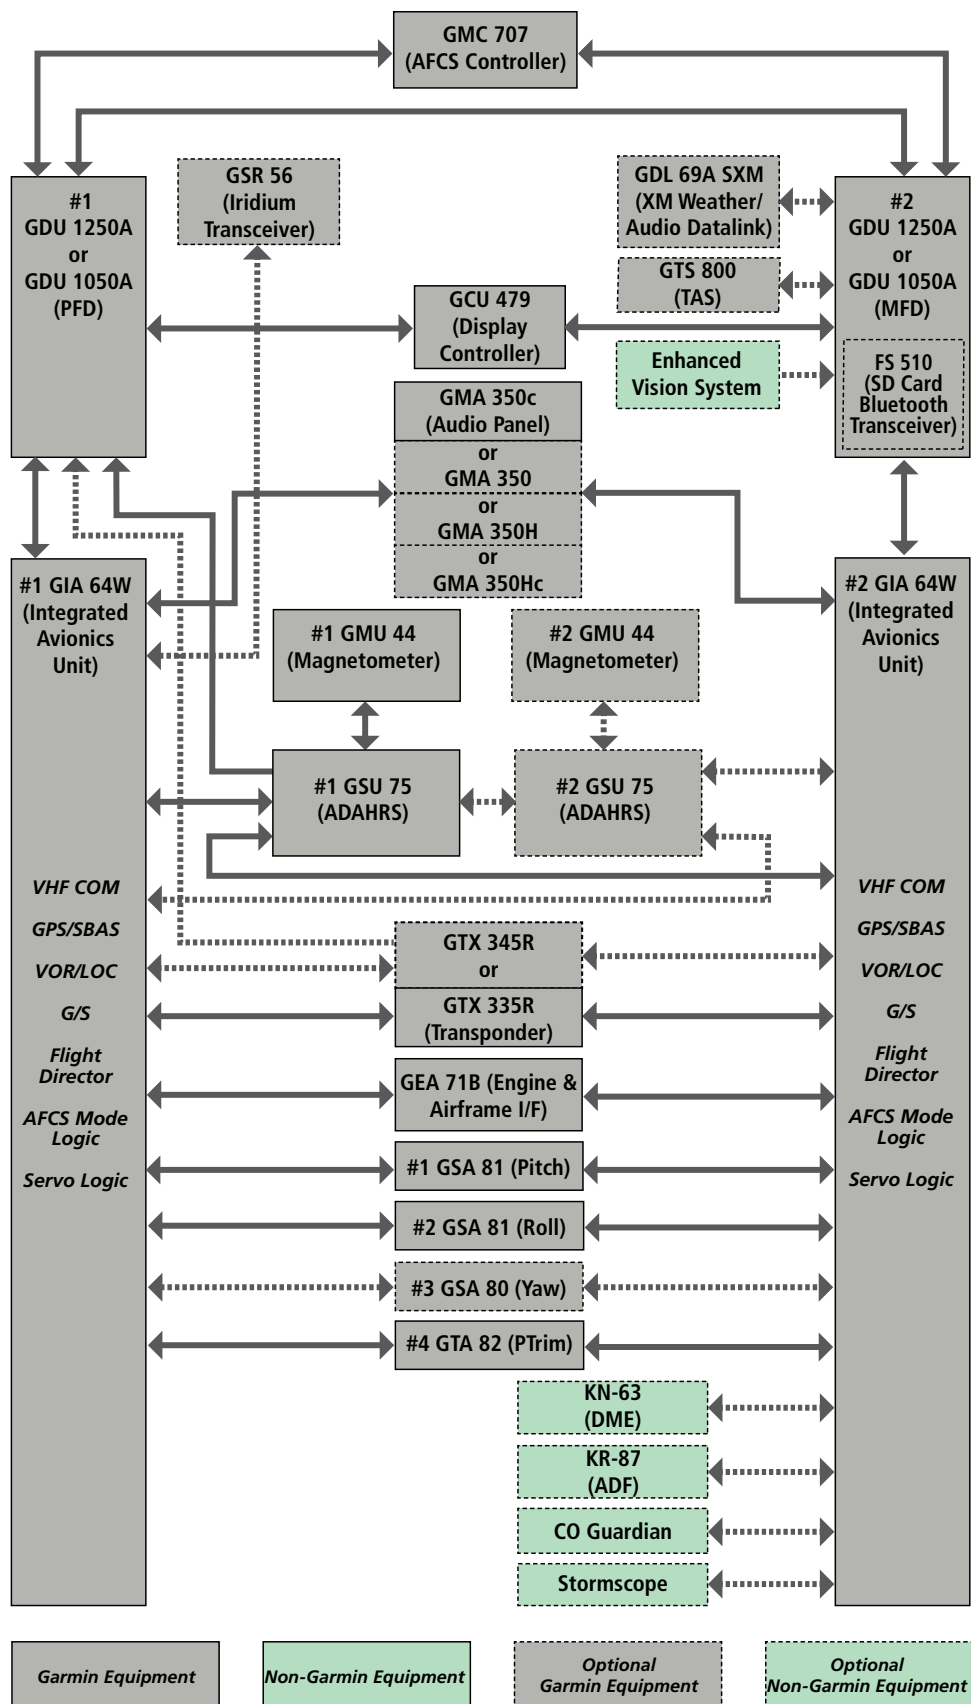 GMC 707
(AFCS Controller)
#1
GDU 1250A
or
GDU 1050A
(PFD)
GSR 56
(Iridium
Transceiver)
GDL 69A SXM
(XM Weather/
Audio Datalink)
GTS 800
(TAS)
#2
GDU 1250A
or
GDU 1050A
(MFD)
GCU 479
(Display
Controller)
Enhanced
Vision System
FS 510
(SD Card
Bluetooth
Transceiver)
GMA 350c
(Audio Panel)
or
GMA 350
or
GMA 350H
or
GMA 350Hc
#1 GIA 64W
(Integrated
Avionics
Unit)
#1 GMU 44
(Magnetometer)
#2 GMU 44
(Magnetometer)
#2 GIA 64W
(Integrated
Avionics
Unit)
#1 GSU 75
(ADAHRS)
#2 GSU 75
(ADAHRS)
VHF COM
GPS/SBAS
VOR/LOC
G/S
Flight
Director
AFCS Mode
Logic
Servo Logic
GTX 345R
or
GTX 335R
(Transponder)
GEA 71B (Engine &
Airframe I/F)
#1 GSA 81 (Pitch)
#2 GSA 81 (Roll)
#3 GSA 80 (Yaw)
#4 GTA 82 (PTrim)
VHF COM
GPS/SBAS
VOR/LOC
G/S
Flight
Director
AFCS Mode
Logic
Servo Logic
KN-63
(DME)
KR-87
(ADF)
CO Guardian
Stormscope
Garmin Equipment
Non-Garmin Equipment
Optional
Garmin Equipment
Optional
Non-Garmin Equipment